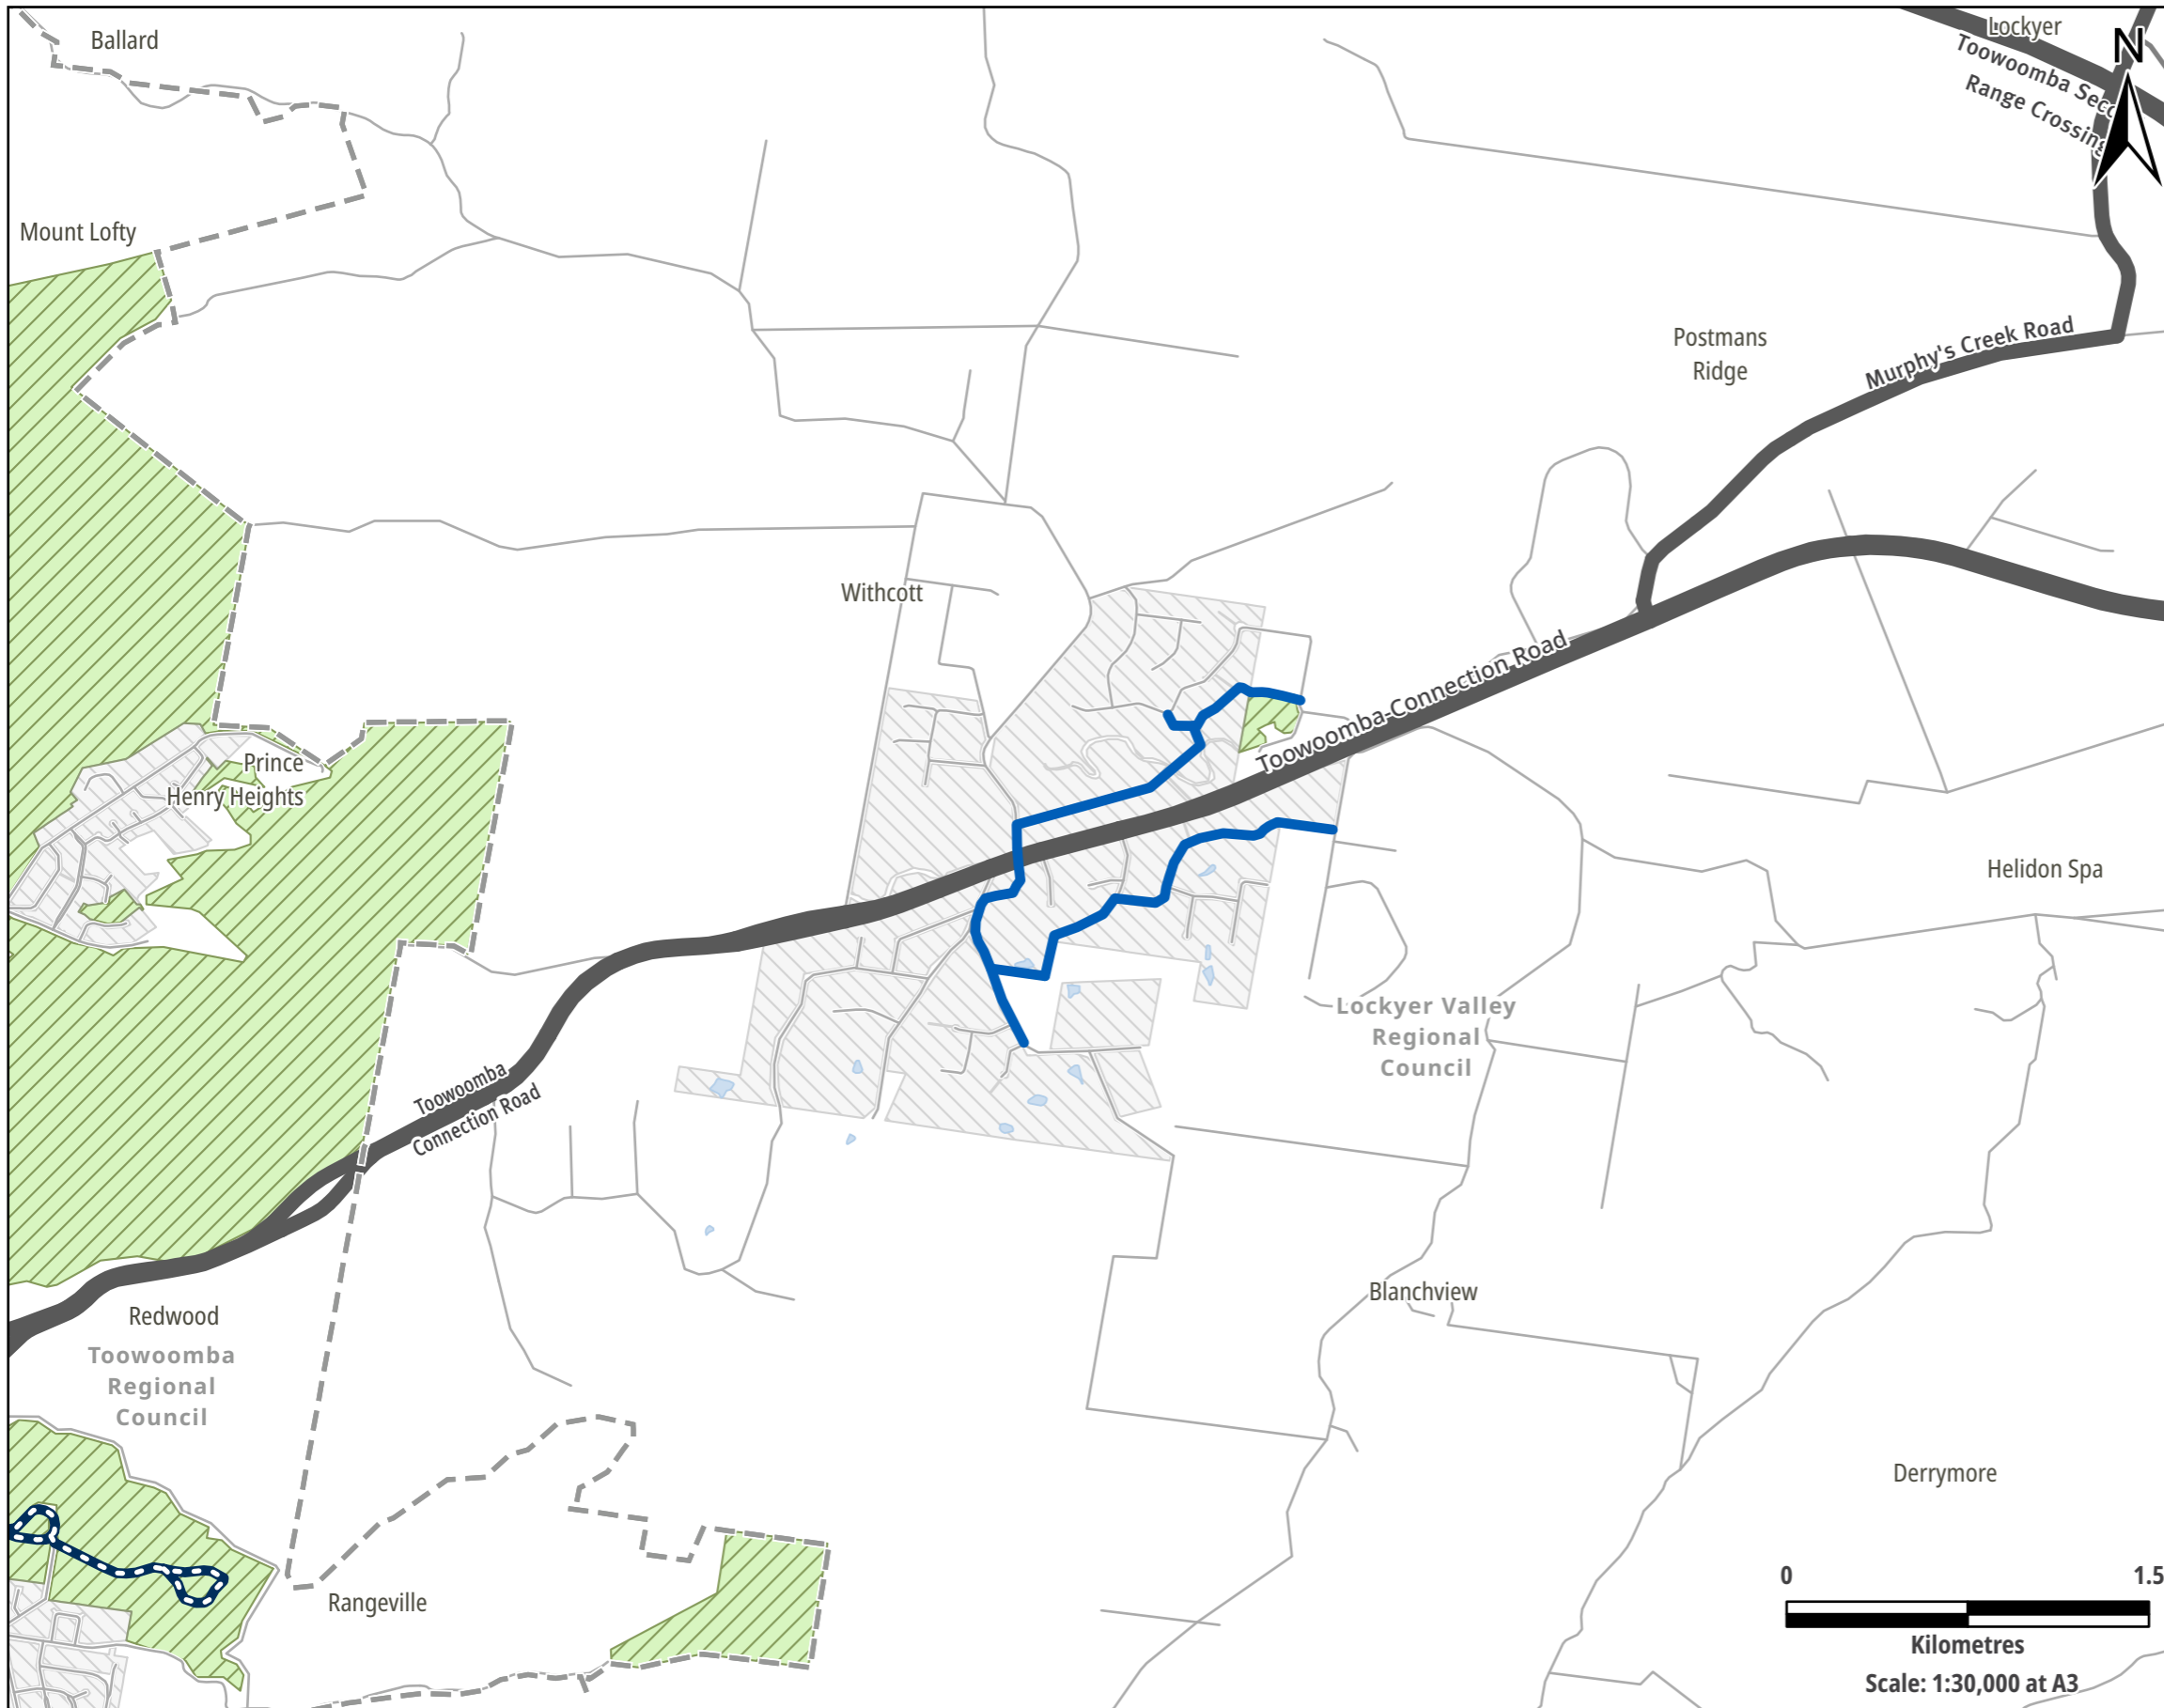 Ballard
Lockyer
N
Toowoomba Seco
Range Crossing
Mount Lofty
Postmans
Ridge
Murphy's Creek Road
Withcott
Toowoomba-Connection Road
Prince
Henry Heights
Helidon Spa
Lockyer Valley
Regional
Council
Toowoomba
Connection Road
Blanchview
Redwood
Toowoomba
Regional
Council
Derrymore
Rangeville
0 1.5
Kilometres
Scale: 1:30,000 at A3